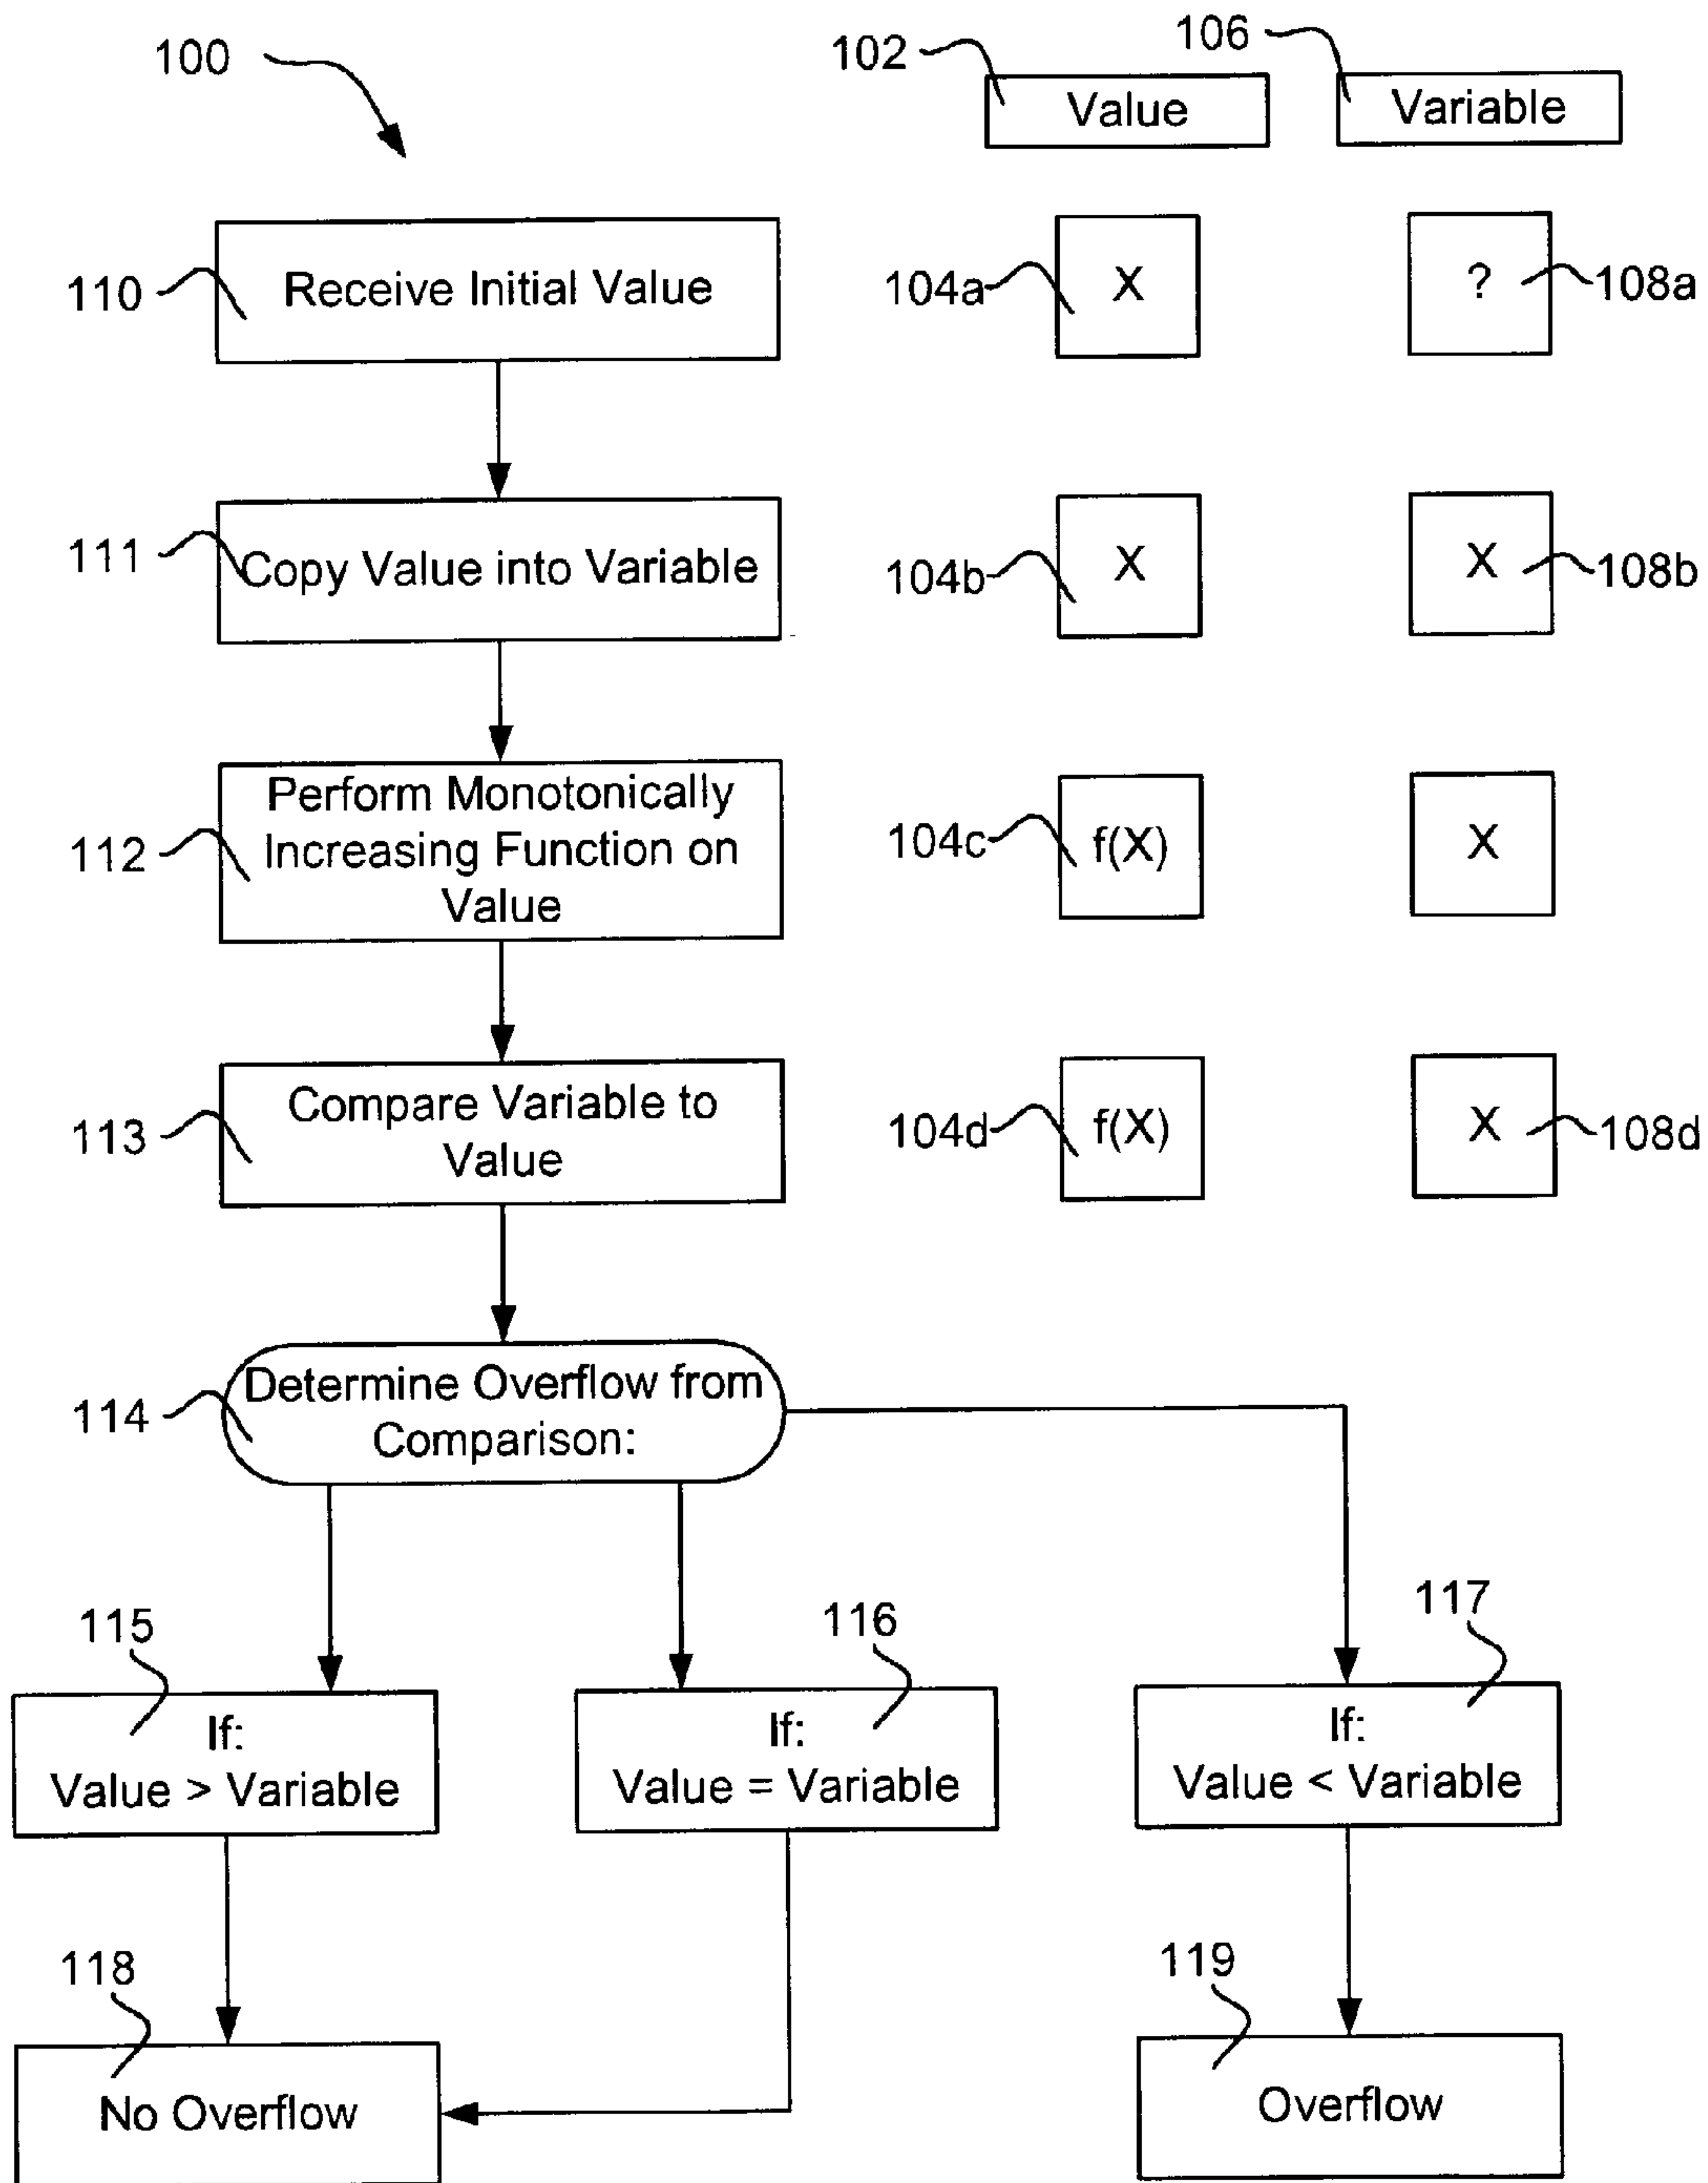 100
102
106
Value
Variable
110
Receive Initial Value
104a
X
?
108a
111
Copy Value into Variable
104b
X
X
108b
112
Perform Monotonically
Increasing Function on
Value
104c
f(X)
X
113
Compare Variable to
Value
104d
f(X)
X
108d
114
Determine Overflow from
Comparison:
115
116
117
If:
Value > Variable
If:
Value = Variable
If:
Value < Variable
118
119
No Overflow
Overflow